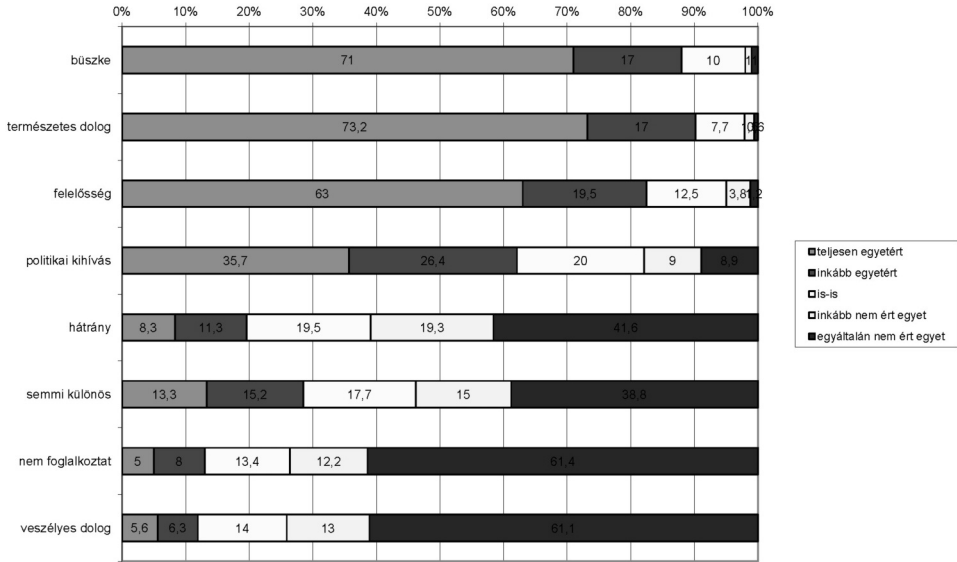 0% 10% 20% 30% 40% 50% 60% 70% 80% 90% 100%
büszke 71 17 10 1
természetes dolog 73,2 17 7,7
felelősség 63 19,5 12,5 3,8 1,2
politikai kihívás 35,7 26,4 20 9 8,9
hátrány 8,3 11,3 19,5 19,3 41,6
semmi különös 13,3 15,2 17,7 15 38,8
nem foglalkoztat 5 8 13,4 12,2 61,4
veszélyes dolog 5,6 6,3 14 13 61,1
teljesen egyetért
inkább egyetért
is-is
inkább nem ért egyet
egyáltalán nem ért egyet